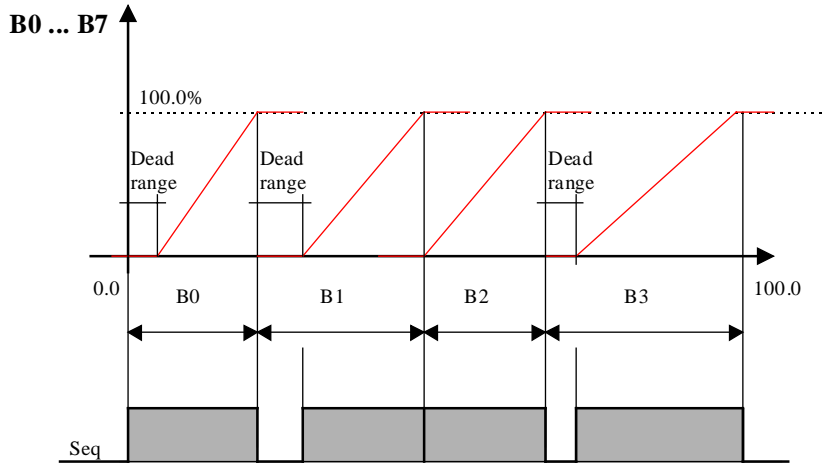 B0 ... B7
100.0%
Dead
range
Dead
range
Dead
range
0.0
B0
B1
B2
B3
100.0
Seq